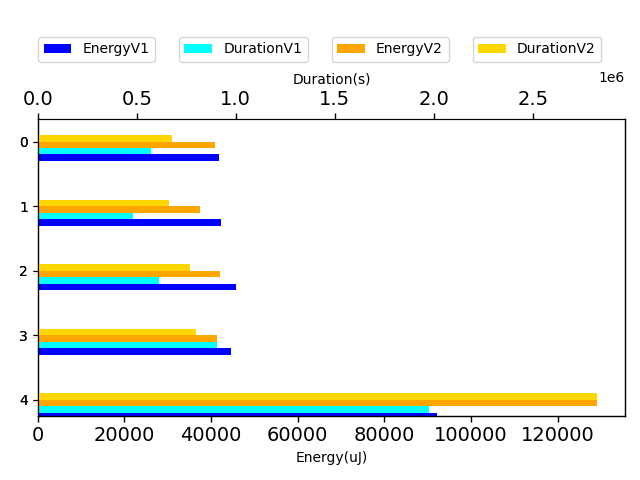 EnergyV1 DurationV1 EnergyV2 DurationV2
Duration(s)
1e6
0.0 0.5 1.0 1.5 2.0 2.5
0
1
2
3
4
0 20000 40000 60000 80000 100000 120000
Energy(uJ)